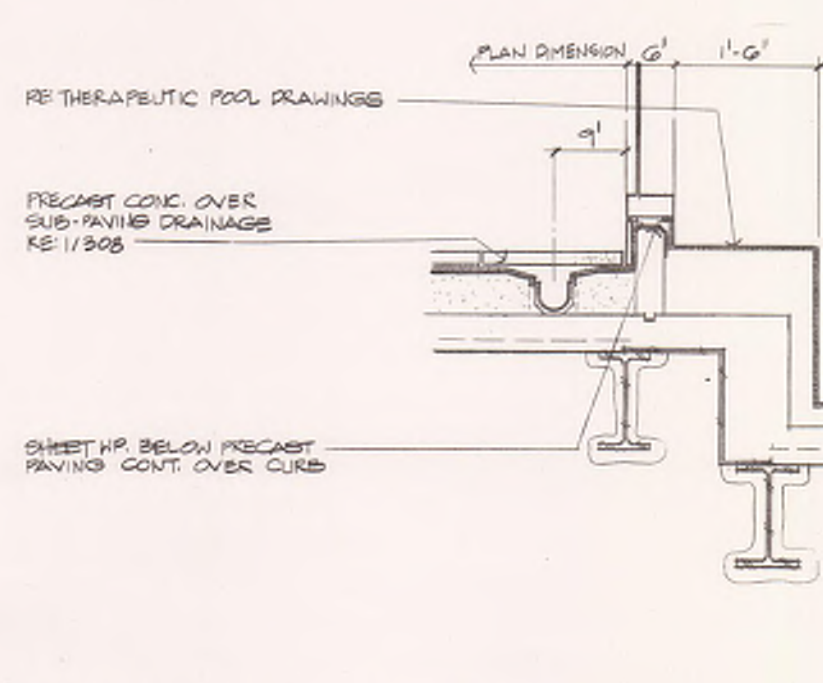 PLAN DIMENSION 6' 1'-6"
RE: THERAPEUTIC POOL DRAWINGS
9'
PRECAST CONC. OVER
SUB-PAVING DRAINAGE
RE: 1/308
SHEET WP. BELOW PRECAST
PAVING CONT. OVER CURB